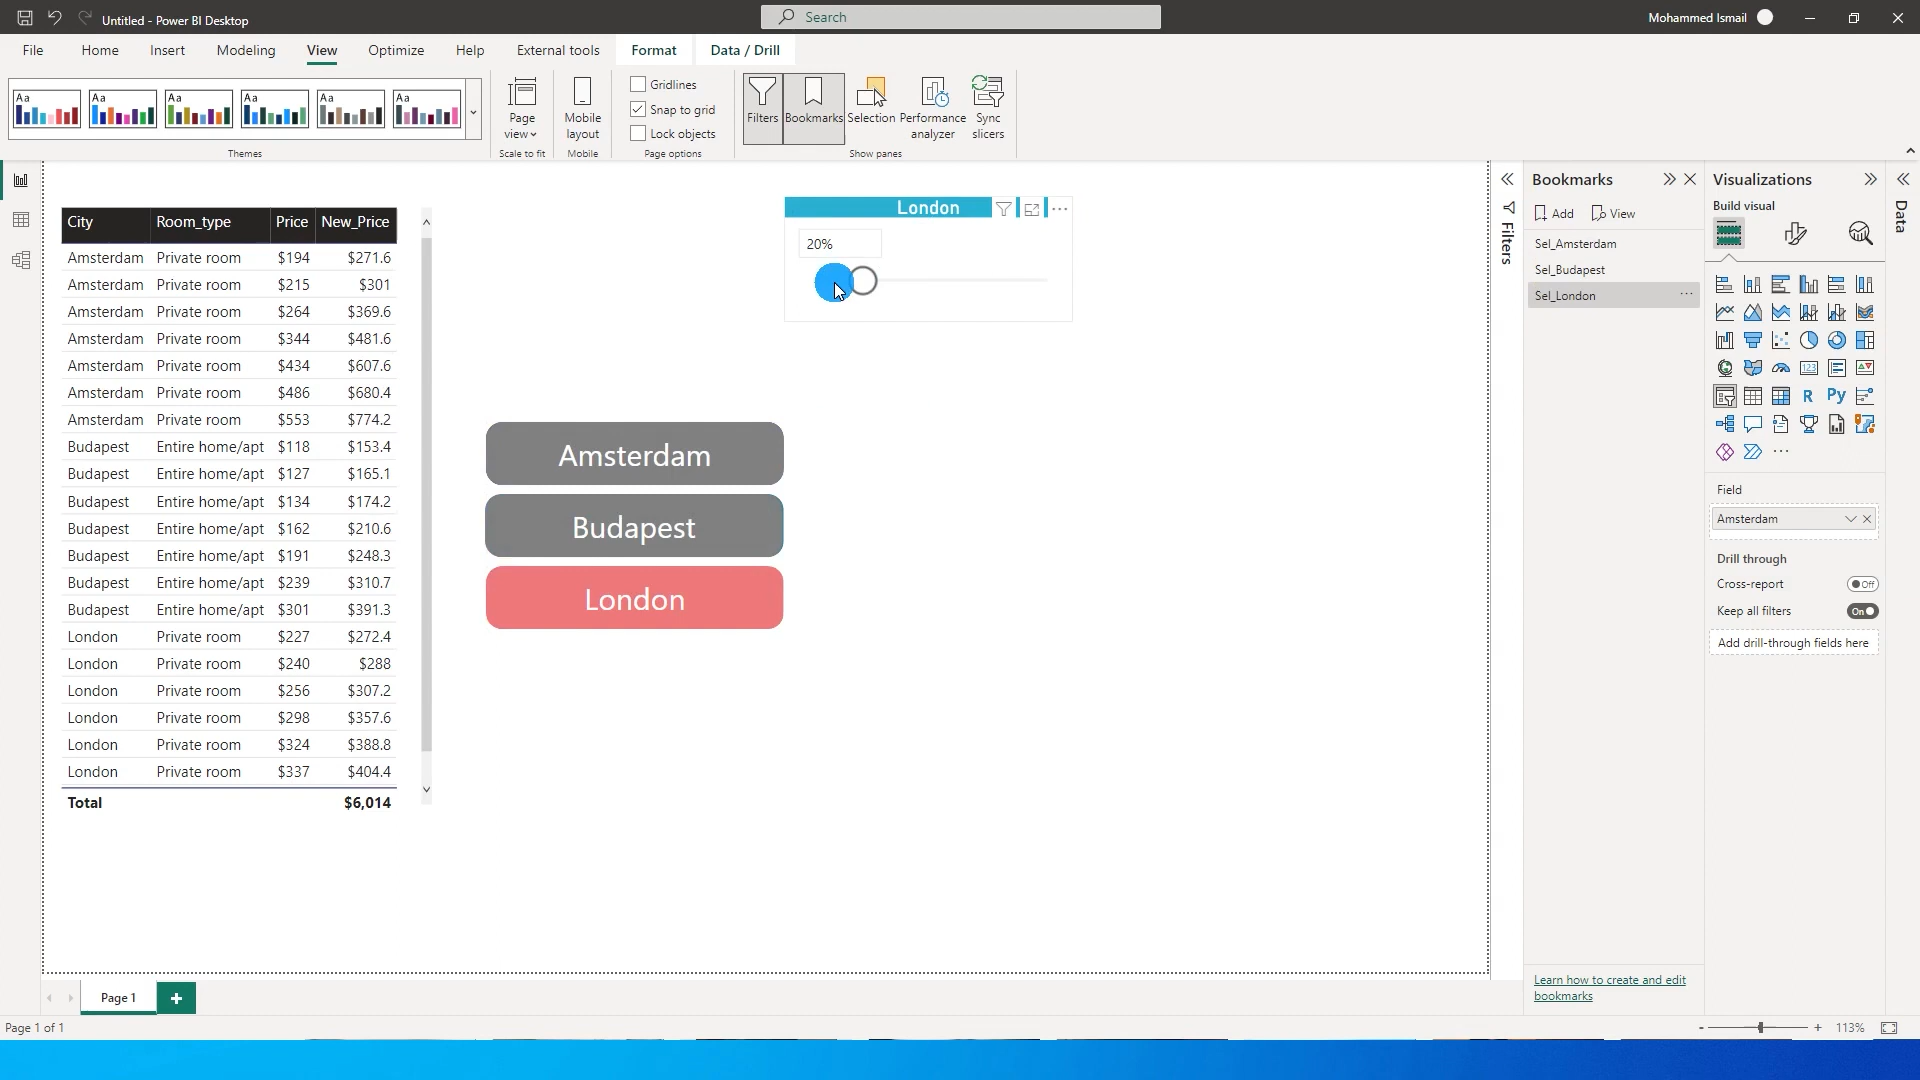 Untitled - Power BI Desktop
Search
Mohammed Ismail
File Home Insert Modeling View Optimize Help External tools Format Data / Drill
Aa Aa Aa Aa Aa Aa
Themes
Page view
Scale to fit
Mobile layout
Mobile
Gridlines
Snap to grid
Lock objects
Page options
Filters
Bookmarks
Selection
Performance analyzer
Sync slicers
Show panes
City Room_type Price New_Price
Amsterdam Private room $194 $271.6
Amsterdam Private room $215 $301
Amsterdam Private room $264 $369.6
Amsterdam Private room $344 $481.6
Amsterdam Private room $434 $607.6
Amsterdam Private room $486 $680.4
Amsterdam Private room $553 $774.2
Budapest Entire home/apt $118 $153.4
Budapest Entire home/apt $127 $165.1
Budapest Entire home/apt $134 $174.2
Budapest Entire home/apt $162 $210.6
Budapest Entire home/apt $191 $248.3
Budapest Entire home/apt $239 $310.7
Budapest Entire home/apt $301 $391.3
London Private room $227 $272.4
London Private room $240 $288
London Private room $256 $307.2
London Private room $298 $357.6
London Private room $324 $388.8
London Private room $337 $404.4
Total $6,014
London
20%
Amsterdam
Budapest
London
Filters
Bookmarks
Add View
Sel_Amsterdam
Sel_Budapest
Sel_London
Learn how to create and edit
bookmarks
Visualizations
Build visual
123
R Py
Field
Amsterdam
Drill through
Cross-report Off
Keep all filters On
Add drill-through fields here
Data
Page 1
Page 1 of 1
- + 113%